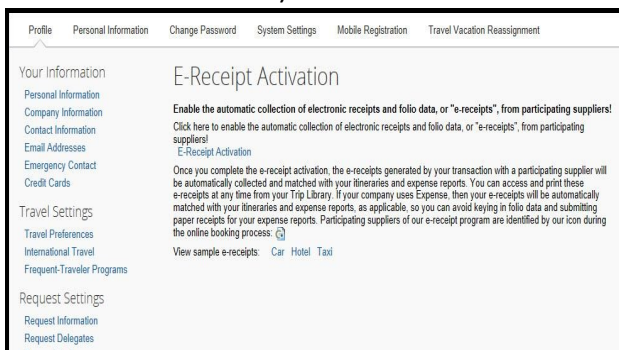 Profile Personal Information Change Password System Settings Mobile Registration Travel Vacation Reassignment
Your Information
Personal Information
Company Information
Contact Information
Email Addresses
Emergency Contact
Credit Cards
Travel Settings
Travel Preferences
International Travel
Frequent-Traveler Programs
Request Settings
Request Information
Request Delegates
E-Receipt Activation
Enable the automatic collection of electronic receipts and folio data, or "e-receipts", from participating suppliers!
Click here to enable the automatic collection of electronic receipts and folio data, or "e-receipts", from participating
suppliers!
E-Receipt Activation
Once you complete the e-receipt activation, the e-receipts generated by your transaction with a participating supplier will
be automatically collected and matched with your itineraries and expense reports. You can access and print these
e-receipts at any time from your Trip Library. If your company uses Expense, then your e-receipts will be automatically
matched with your itineraries and expense reports, as applicable, so you can avoid keying in folio data and submitting
paper receipts for your expense reports. Participating suppliers of our e-receipt program are identified by our icon during
the online booking process:
View sample e-receipts: Car Hotel Taxi